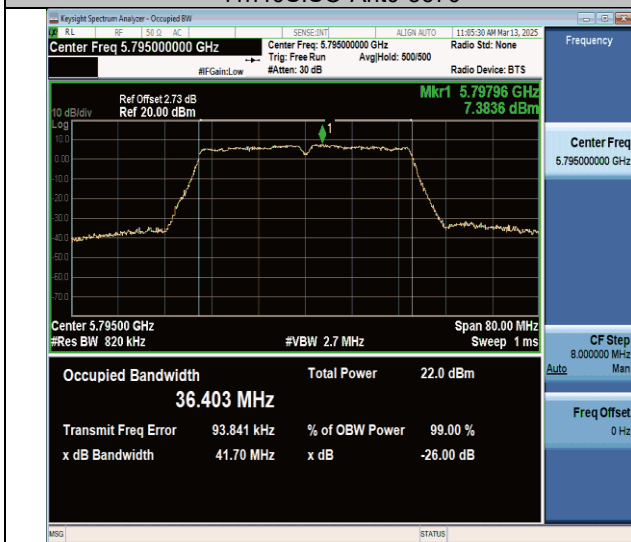 Keysight Spectrum Analyzer - Occupied BW
RL RF 50 Ω AC SENSE:INT ALIGN AUTO 11:05:30 AM Mar 13, 2025
Center Freq 5.795000000 GHz
Center Freq: 5.795000000 GHz
Radio Std: None
Trig: Free Run Avg|Hold: 500/500
#IFGain:Low #Atten: 30 dB
Radio Device: BTS
Frequency
Mkr1 5.79796 GHz
7.3836 dBm
Ref Offset 2.73 dB
10 dB/div Ref 20.00 dBm
Log
10.0
0.00
-10.0
-20.0
-30.0
-40.0
-50.0
-60.0
-70.0
1
Center Freq
5.795000000 GHz
Center 5.79500 GHz Span 80.00 MHz
#Res BW 820 kHz #VBW 2.7 MHz Sweep 1 ms
CF Step
8.000000 MHz
Auto Man
Occupied Bandwidth Total Power 22.0 dBm
36.403 MHz
Freq Offset
0 Hz
Transmit Freq Error 93.841 kHz % of OBW Power 99.00 %
x dB Bandwidth 41.70 MHz x dB -26.00 dB
MSG STATUS